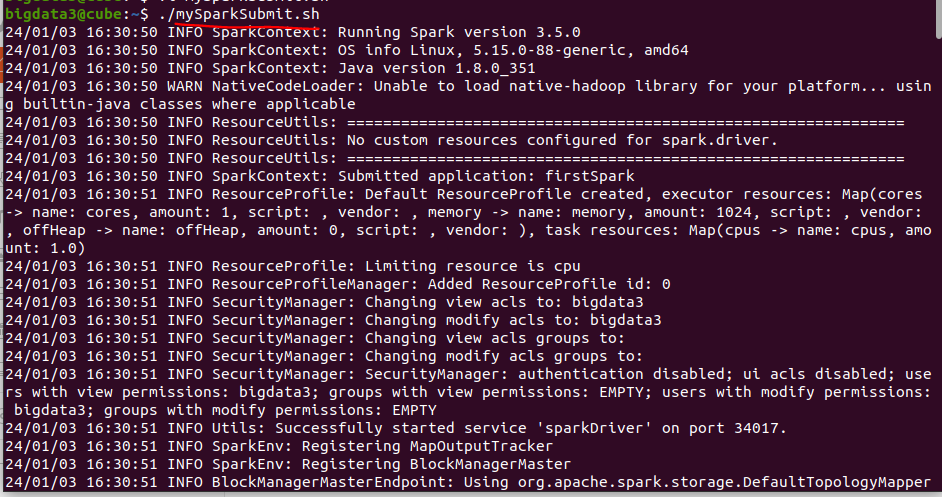 bigdata3@cube:~$ ./mySparkSubmit.sh
24/01/03 16:30:50 INFO SparkContext: Running Spark version 3.5.0
24/01/03 16:30:50 INFO SparkContext: OS info Linux, 5.15.0-88-generic, amd64
24/01/03 16:30:50 INFO SparkContext: Java version 1.8.0_351
24/01/03 16:30:50 WARN NativeCodeLoader: Unable to load native-hadoop library for your platform... usin
g builtin-java classes where applicable
24/01/03 16:30:50 INFO ResourceUtils: ==============================================================
24/01/03 16:30:50 INFO ResourceUtils: No custom resources configured for spark.driver.
24/01/03 16:30:50 INFO ResourceUtils: ==============================================================
24/01/03 16:30:50 INFO SparkContext: Submitted application: firstSpark
24/01/03 16:30:51 INFO ResourceProfile: Default ResourceProfile created, executor resources: Map(cores
-> name: cores, amount: 1, script: , vendor: , memory -> name: memory, amount: 1024, script: , vendor:
, offHeap -> name: offHeap, amount: 0, script: , vendor: ), task resources: Map(cpus -> name: cpus, amo
unt: 1.0)
24/01/03 16:30:51 INFO ResourceProfile: Limiting resource is cpu
24/01/03 16:30:51 INFO ResourceProfileManager: Added ResourceProfile id: 0
24/01/03 16:30:51 INFO SecurityManager: Changing view acls to: bigdata3
24/01/03 16:30:51 INFO SecurityManager: Changing modify acls to: bigdata3
24/01/03 16:30:51 INFO SecurityManager: Changing view acls groups to:
24/01/03 16:30:51 INFO SecurityManager: Changing modify acls groups to:
24/01/03 16:30:51 INFO SecurityManager: SecurityManager: authentication disabled; ui acls disabled; use
rs with view permissions: bigdata3; groups with view permissions: EMPTY; users with modify permissions:
bigdata3; groups with modify permissions: EMPTY
24/01/03 16:30:51 INFO Utils: Successfully started service 'sparkDriver' on port 34017.
24/01/03 16:30:51 INFO SparkEnv: Registering MapOutputTracker
24/01/03 16:30:51 INFO SparkEnv: Registering BlockManagerMaster
24/01/03 16:30:51 INFO BlockManagerMasterEndpoint: Using org.apache.spark.storage.DefaultTopologyMapper